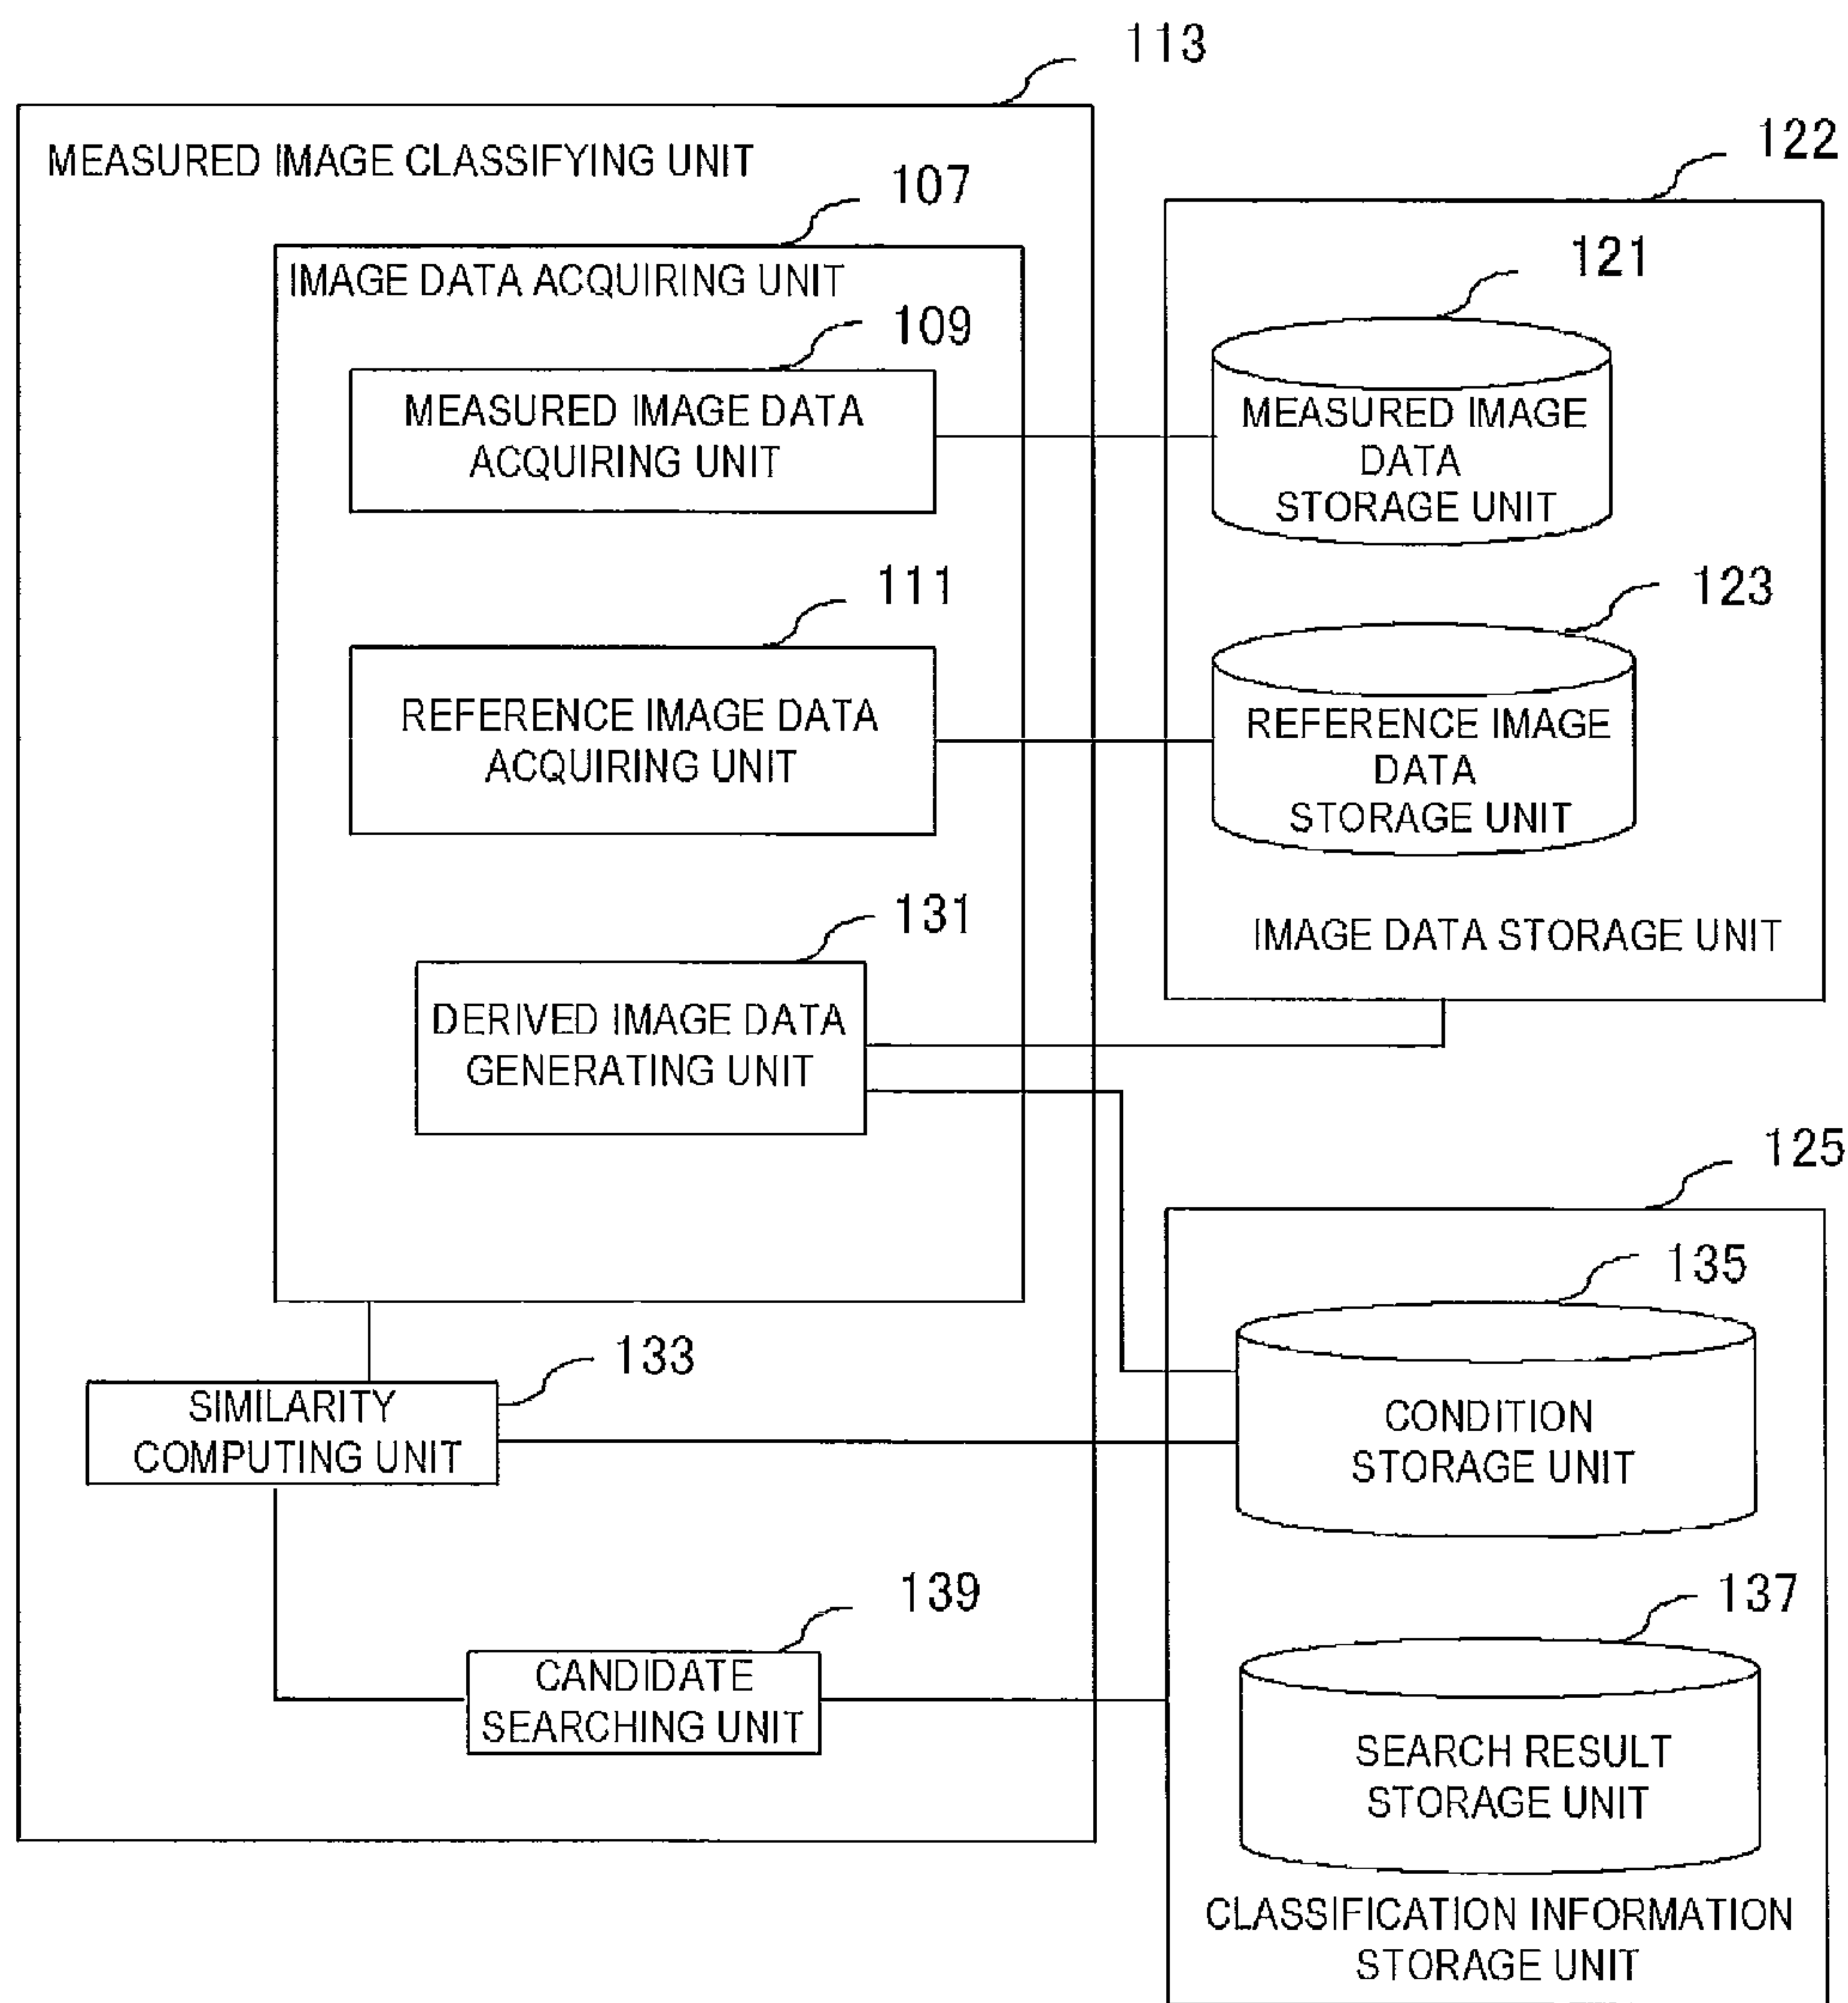 113
MEASURED IMAGE CLASSIFYING UNIT
107
IMAGE DATA ACQUIRING UNIT
109
MEASURED IMAGE DATA
ACQUIRING UNIT
111
REFERENCE IMAGE DATA
ACQUIRING UNIT
131
DERIVED IMAGE DATA
GENERATING UNIT
133
SIMILARITY
COMPUTING UNIT
139
CANDIDATE
SEARCHING UNIT
122
121
MEASURED IMAGE
DATA
STORAGE UNIT
123
REFERENCE IMAGE
DATA
STORAGE UNIT
IMAGE DATA STORAGE UNIT
125
135
CONDITION
STORAGE UNIT
137
SEARCH RESULT
STORAGE UNIT
CLASSIFICATION INFORMATION
STORAGE UNIT